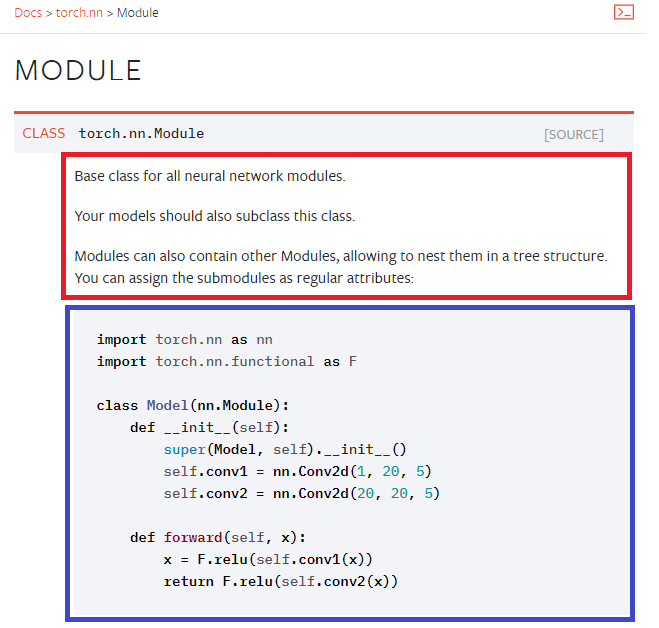 Docs > torch.nn > Module
MODULE
CLASS torch.nn.Module [SOURCE]
Base class for all neural network modules.
Your models should also subclass this class.
Modules can also contain other Modules, allowing to nest them in a tree structure.
You can assign the submodules as regular attributes:
import torch.nn as nn
import torch.nn.functional as F
class Model(nn.Module):
    def __init__(self):
        super(Model, self).__init__()
        self.conv1 = nn.Conv2d(1, 20, 5)
        self.conv2 = nn.Conv2d(20, 20, 5)
    def forward(self, x):
        x = F.relu(self.conv1(x))
        return F.relu(self.conv2(x))